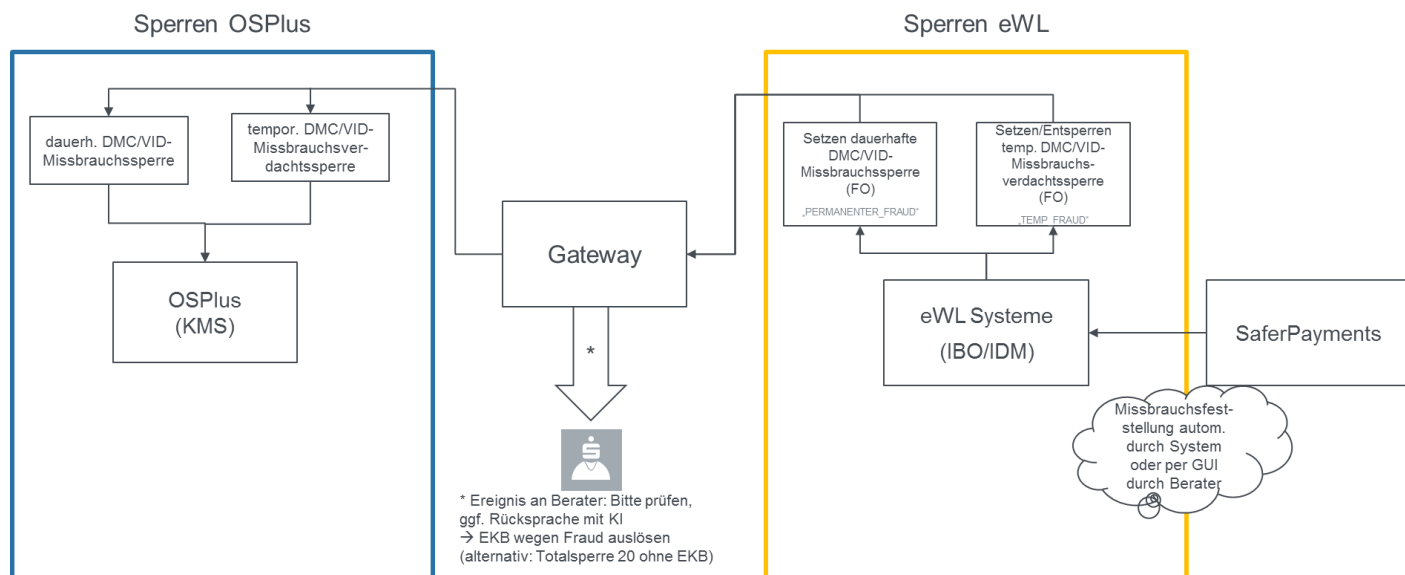 Sperren OSPlus
Sperren eWL
dauerh. DMC/VID-
Missbrauchssperre
tempor. DMC/VID-
Missbrauchsver-
dachtssperre
OSPlus
(KMS)
Gateway
*
* Ereignis an Berater: Bitte prüfen,
ggf. Rücksprache mit KI
→ EKB wegen Fraud auslösen
(alternativ: Totalsperre 20 ohne EKB)
Setzen dauerhafte
DMC/VID-
Missbrauchssperre
(FO)
„PERMANENTER_FRAUD“
Setzen/Entsperren
temp. DMC/VID-
Missbrauchs-
verdachtssperre
(FO)
„TEMP_FRAUD“
eWL Systeme
(IBO/IDM)
SaferPayments
Missbrauchsfest-
stellung autom.
durch System
oder per GUI
durch Berater